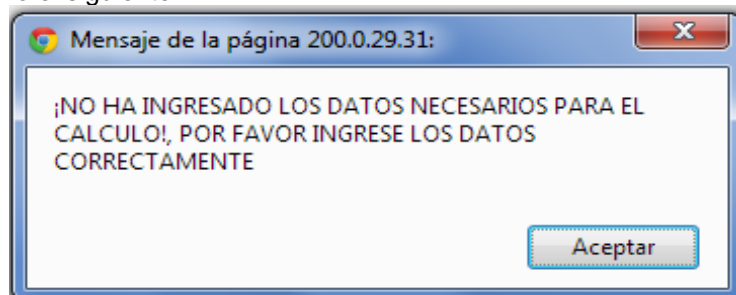 Mensaje de la página 200.0.29.31:
¡NO HA INGRESADO LOS DATOS NECESARIOS PARA EL
CALCULO!, POR FAVOR INGRESE LOS DATOS
CORRECTAMENTE
Aceptar